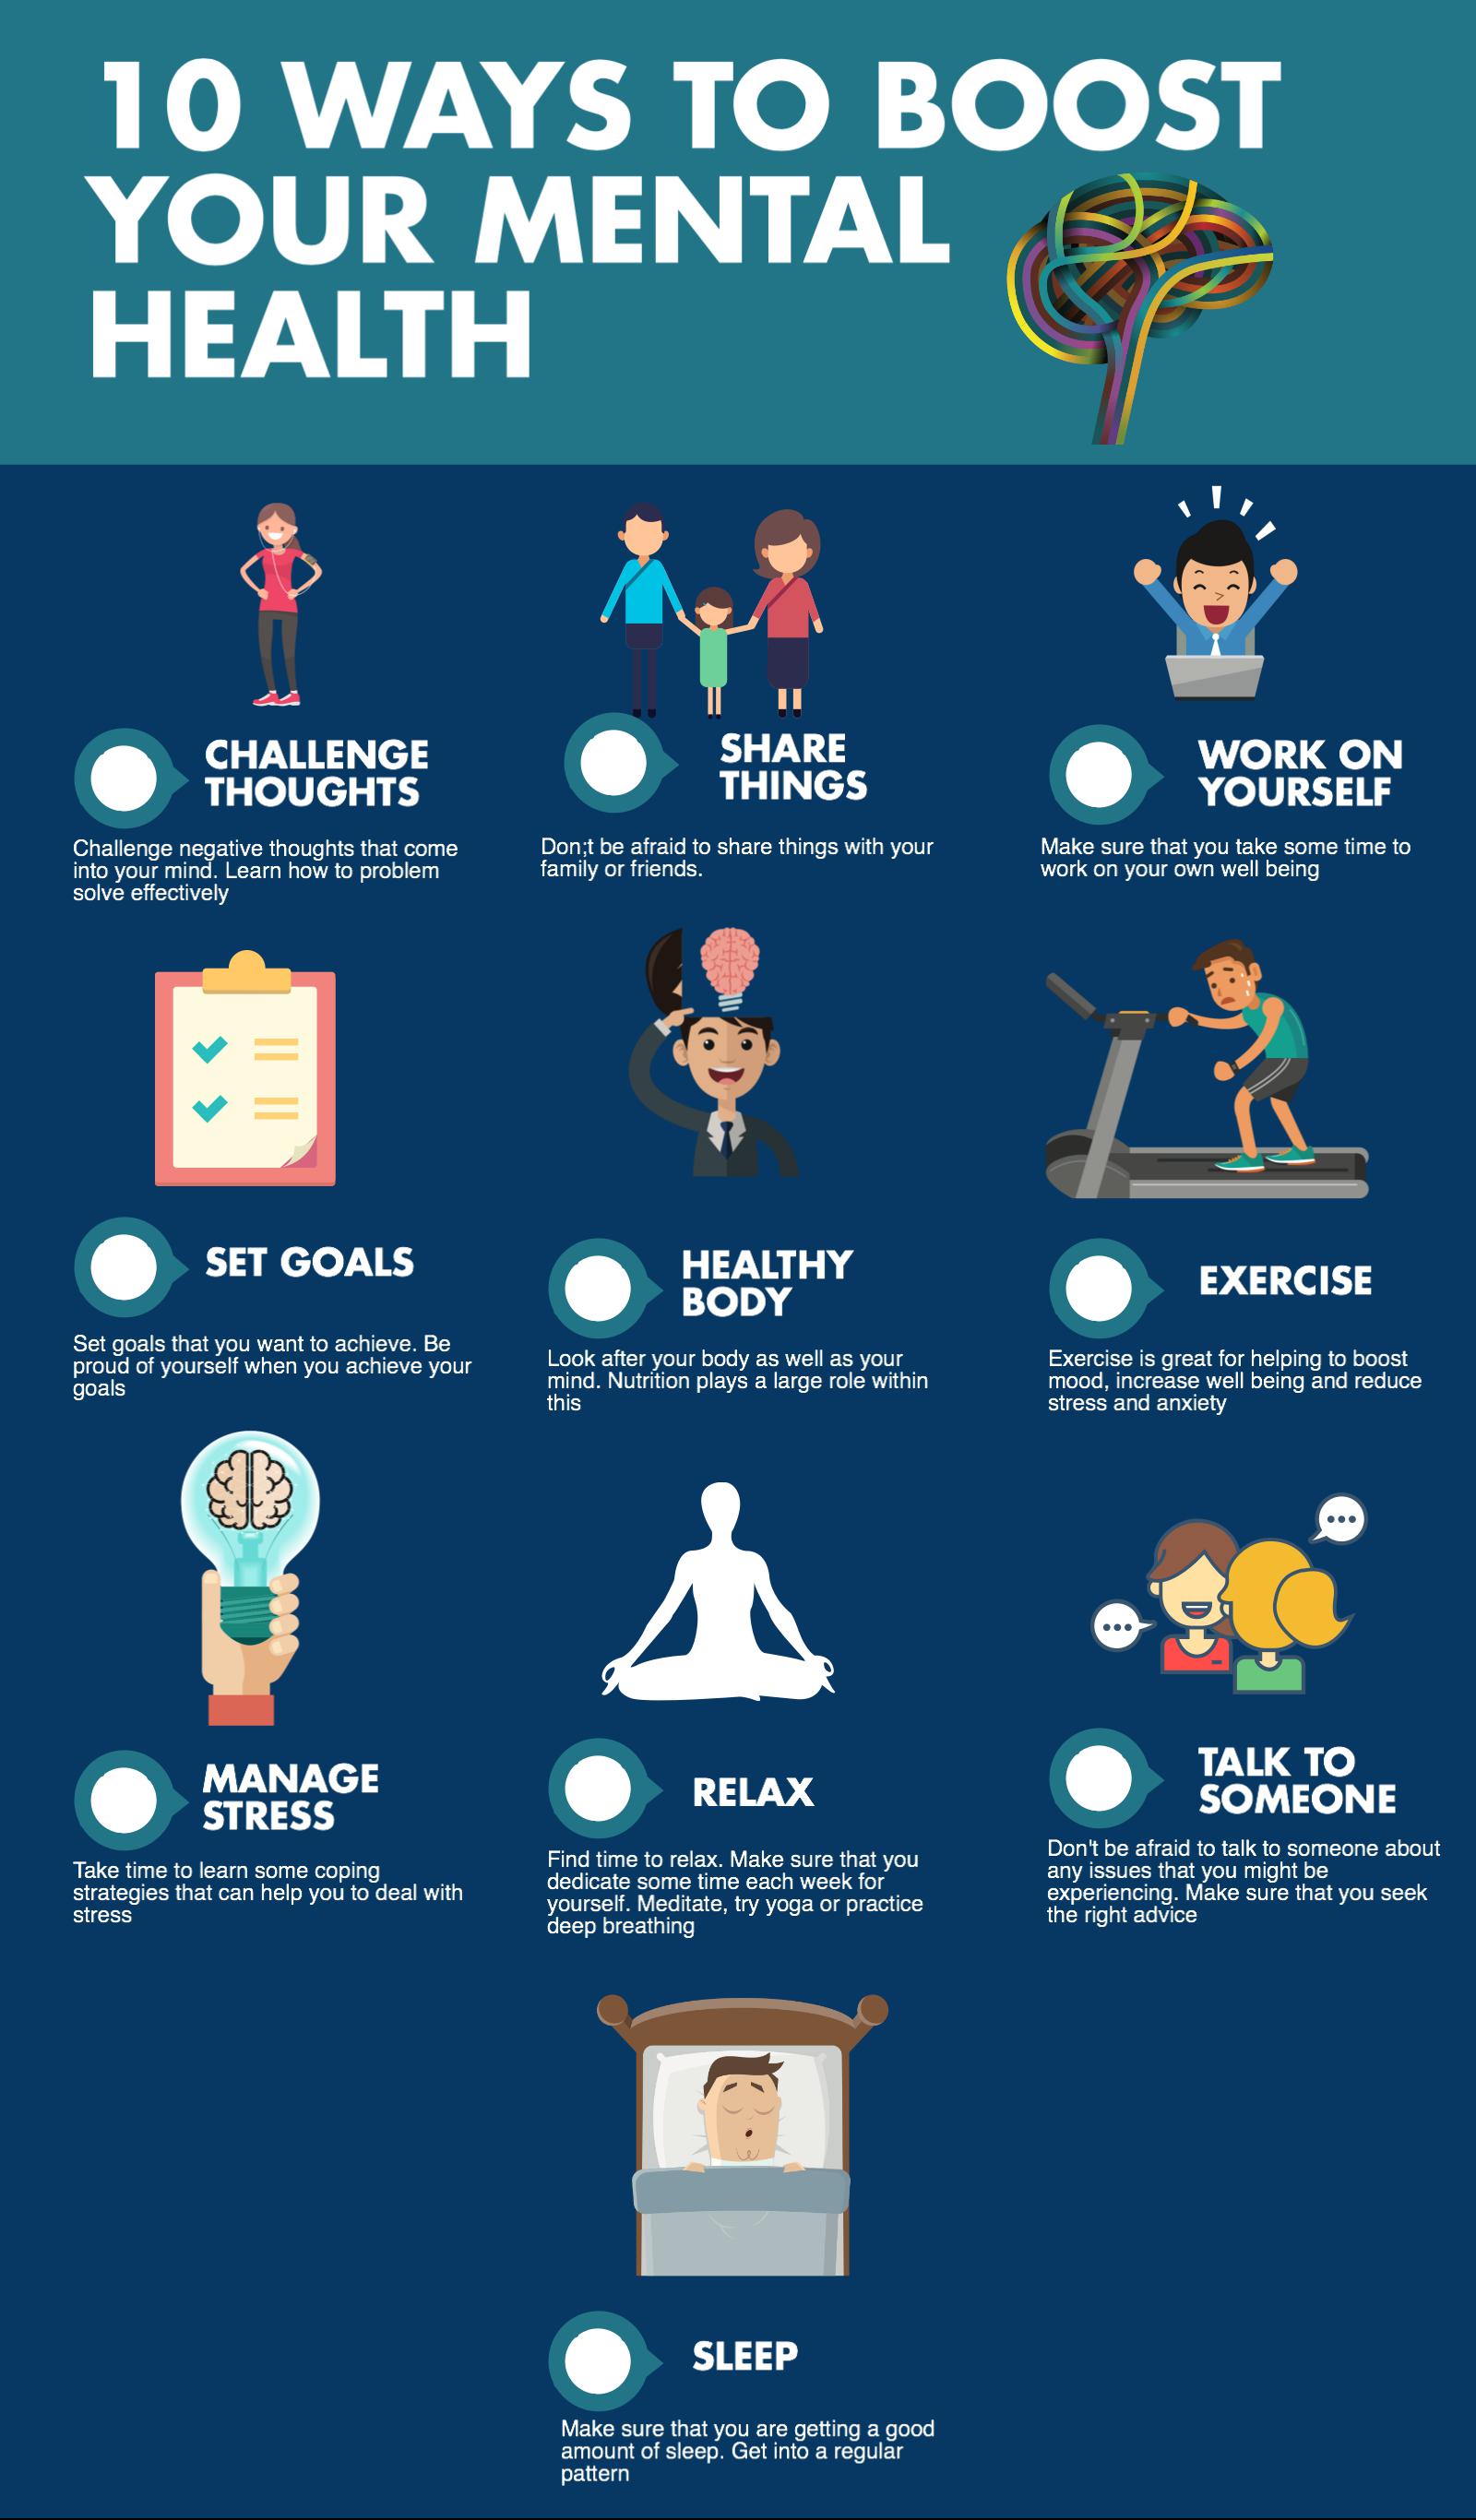 10 WAYS TO BOOST
YOUR MENTAL
HEALTH
CHALLENGE
THOUGHTS
Challenge negative thoughts that come
into your mind. Learn how to problem
solve effectively
SHARE
THINGS
Don;t be afraid to share things with your
family or friends.
WORK ON
YOURSELF
Make sure that you take some time to
work on your own well being
SET GOALS
Set goals that you want to achieve. Be
proud of yourself when you achieve your
goals
HEALTHY
BODY
Look after your body as well as your
mind. Nutrition plays a large role within
this
EXERCISE
Exercise is great for helping to boost
mood, increase well being and reduce
stress and anxiety
MANAGE
STRESS
Take time to learn some coping
strategies that can help you to deal with
stress
RELAX
Find time to relax. Make sure that you
dedicate some time each week for
yourself. Meditate, try yoga or practice
deep breathing
TALK TO
SOMEONE
Don't be afraid to talk to someone about
any issues that you might be
experiencing. Make sure that you seek
the right advice
SLEEP
Make sure that you are getting a good
amount of sleep. Get into a regular
pattern